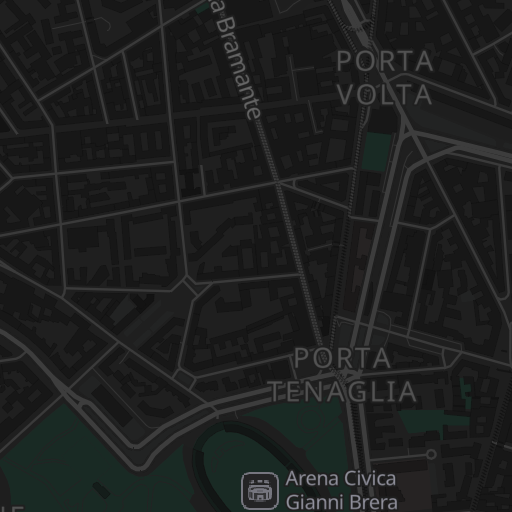 a Bramante
PORTA
VOLTA
PORTA
TENAGLIA
Arena Civica
Gianni Brera